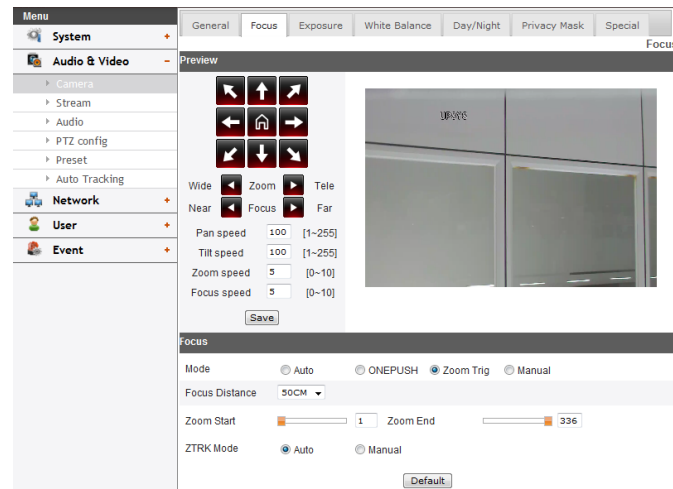 Menu
System +
Audio & Video -
Camera
Stream
Audio
PTZ config
Preset
Auto Tracking
Network +
User +
Event +
General Focus Exposure White Balance Day/Night Privacy Mask Special
Focus
Preview
Wide Zoom Tele
Near Focus Far
Pan speed 100 [1~255]
Tilt speed 100 [1~255]
Zoom speed 5 [0~10]
Focus speed 5 [0~10]
Save
Focus
Mode Auto ONEPUSH Zoom Trig Manual
Focus Distance 50CM
Zoom Start 1 Zoom End 336
ZTRK Mode Auto Manual
Default